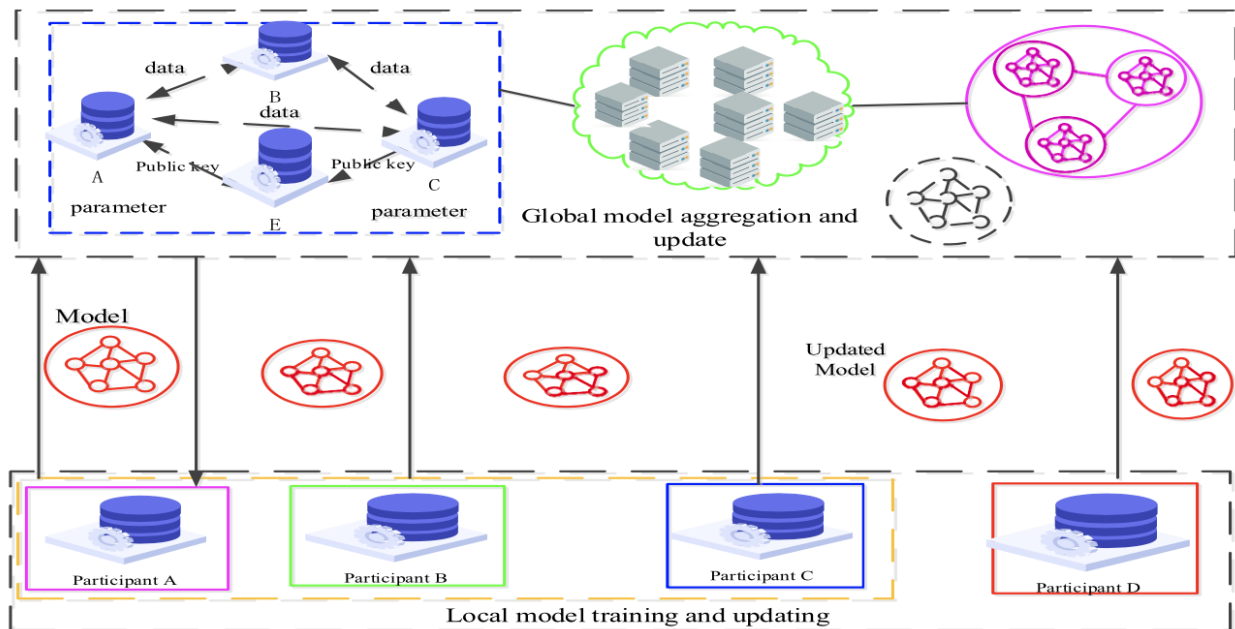 data
data
B
data
Public key
Public key
A
C
parameter
parameter
E
Global model aggregation and
update
Model
Updated
Model
Participant A
Participant B
Participant C
Participant D
Local model training and updating